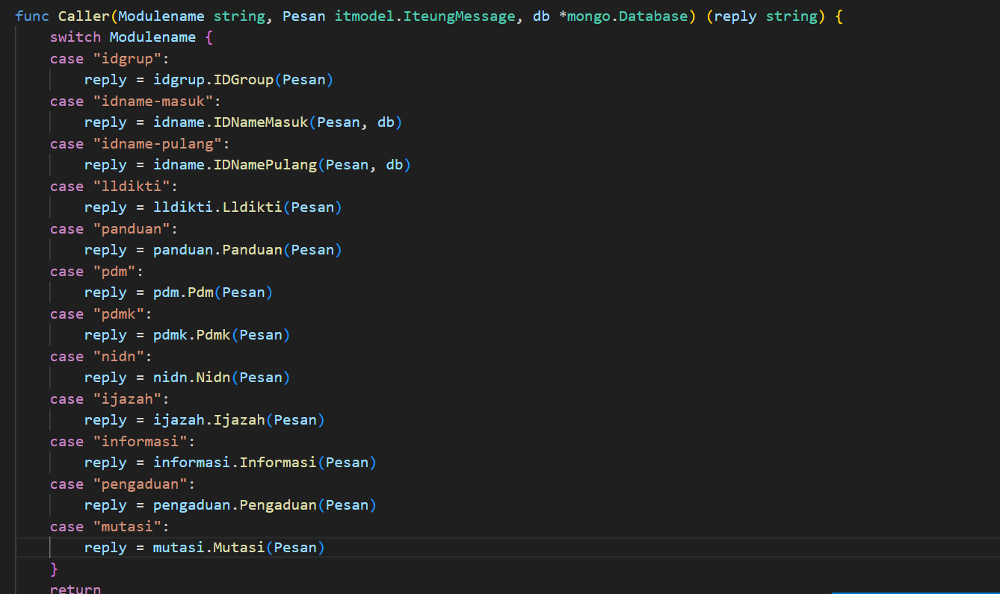 func Caller(Modulename string, Pesan itmodel.IteungMessage, db *mongo.Database) (reply string) {
    switch Modulename {
    case "idgrup":
        reply = idgrup.IDGroup(Pesan)
    case "idname-masuk":
        reply = idname.IDNameMasuk(Pesan, db)
    case "idname-pulang":
        reply = idname.IDNamePulang(Pesan, db)
    case "lldikti":
        reply = lldikti.Lldikti(Pesan)
    case "panduan":
        reply = panduan.Panduan(Pesan)
    case "pdm":
        reply = pdm.Pdm(Pesan)
    case "pdmk":
        reply = pdmk.Pdmk(Pesan)
    case "nidn":
        reply = nidn.Nidn(Pesan)
    case "ijazah":
        reply = ijazah.Ijazah(Pesan)
    case "informasi":
        reply = informasi.Informasi(Pesan)
    case "pengaduan":
        reply = pengaduan.Pengaduan(Pesan)
    case "mutasi":
        reply = mutasi.Mutasi(Pesan)
    }
    return